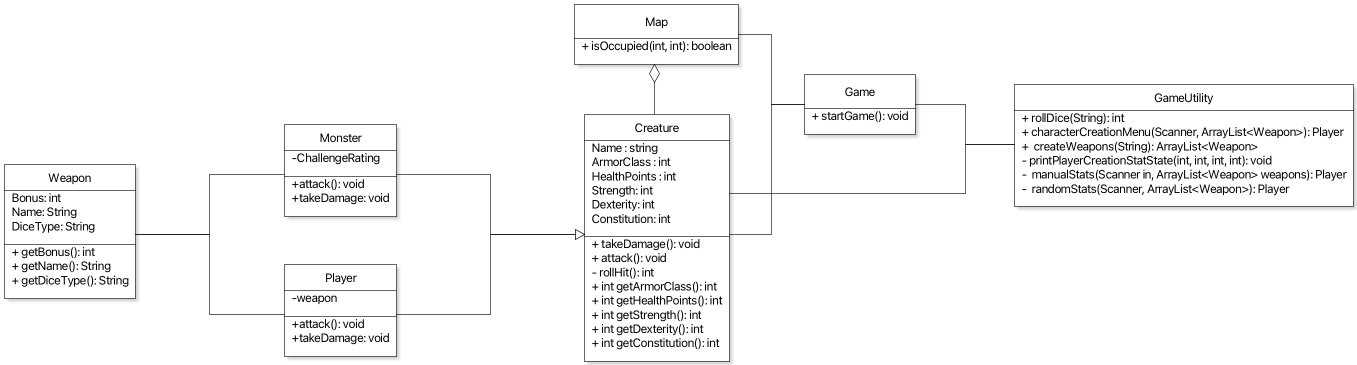 Map
+ isOccupied(int, int): boolean
Game
+ startGame(): void
GameUtility
+ rollDice(String): int
+ characterCreationMenu(Scanner, ArrayList<Weapon>): Player
+ createWeapons(String): ArrayList<Weapon>
- printPlayerCreationStatState(int, int, int, int): void
- manualStats(Scanner in, ArrayList<Weapon> weapons): Player
- randomStats(Scanner, ArrayList<Weapon>): Player
Creature
Name : string
ArmorClass : int
HealthPoints : int
Strength: int
Dexterity: int
Constitution: int
+ takeDamage(): void
+ attack(): void
- rollHit(): int
+ int getArmorClass(): int
+ int getHealthPoints(): int
+ int getStrength(): int
+ int getDexterity(): int
+ int getConstitution(): int
Monster
-ChallengeRating
+attack(): void
+takeDamage: void
Weapon
Bonus: int
Name: String
DiceType: String
+ getBonus(): int
+ getName(): String
+ getDiceType(): String
Player
-weapon
+attack(): void
+takeDamage: void